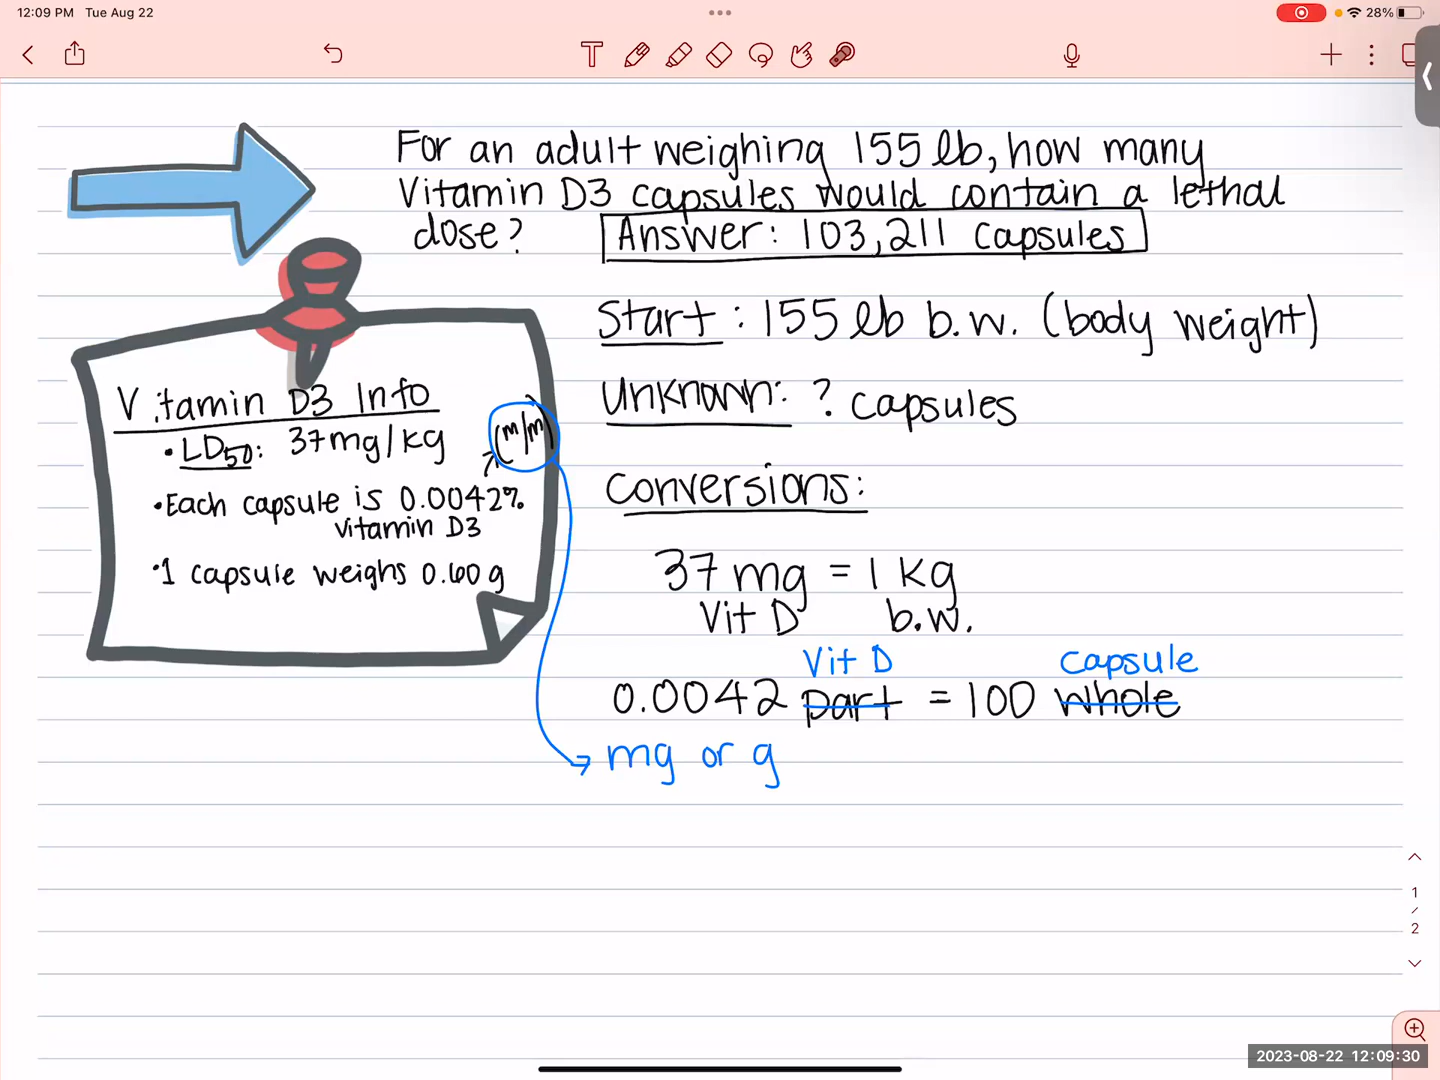 12:09 PM Tue Aug 22
28%
For an adult weighing 155 lb, how many
Vitamin D3 capsules would contain a lethal
dose? Answer: 103,211 capsules
Start: 155 lb b.w. (body weight)
Unknown: ? capsules
Vitamin D3 Info
• LD50: 37mg/kg (m/m)
• Each capsule is 0.0042%
vitamin D3
• 1 capsule weighs 0.60 g
Conversions:
37 mg = 1 kg
Vit D b.w.
Vit D capsule
0.0042 part = 100 whole
→ mg or g
1
/
2
2023-08-22 12:09:30